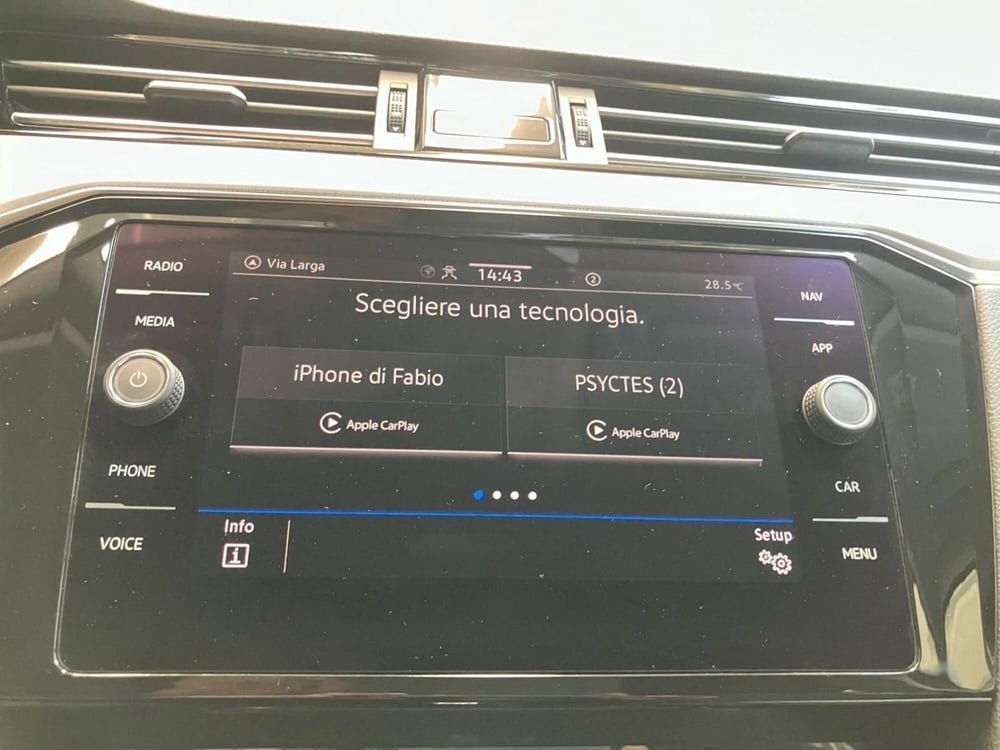 RADIO
MEDIA
PHONE
VOICE
Via Larga
14:43
2
28.5°C
Scegliere una tecnologia.
iPhone di Fabio
Apple CarPlay
PSYCTES (2)
Apple CarPlay
Info
i
Setup
NAV
APP
CAR
MENU